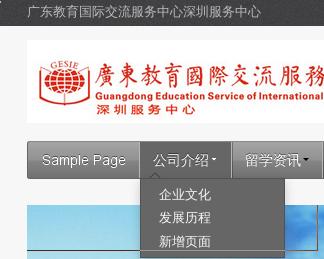 广东教育国际交流服务中心深圳服务中心
GESIE
廣東教育國際交流服務
Guangdong Education Service of International
深圳服务中心
Sample Page 公司介绍 留学资讯
企业文化
发展历程
新增页面